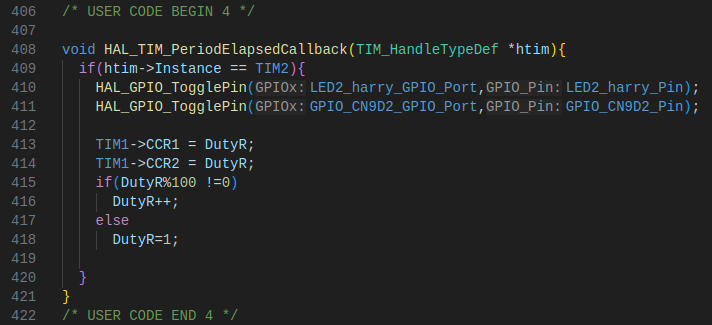 406 /* USER CODE BEGIN 4 */
407
408 void HAL_TIM_PeriodElapsedCallback(TIM_HandleTypeDef *htim){
409 if(htim->Instance == TIM2){
410 HAL_GPIO_TogglePin(GPIOx: LED2_harry_GPIO_Port,GPIO_Pin: LED2_harry_Pin);
411 HAL_GPIO_TogglePin(GPIOx: GPIO_CN9D2_GPIO_Port,GPIO_Pin: GPIO_CN9D2_Pin);
412
413 TIM1->CCR1 = DutyR;
414 TIM1->CCR2 = DutyR;
415 if(DutyR%100 !=0)
416 DutyR++;
417 else
418 DutyR=1;
419
420 }
421 }
422 /* USER CODE END 4 */